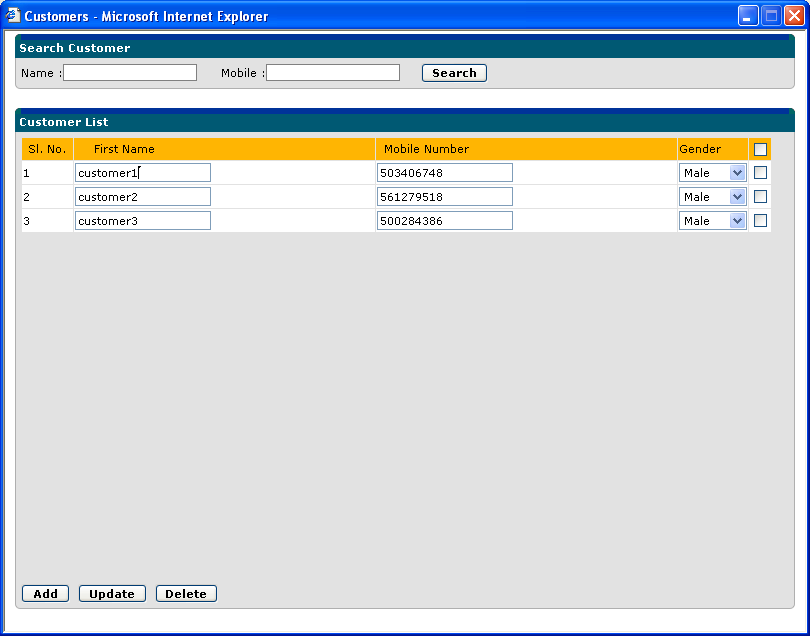 Customers - Microsoft Internet Explorer
Search Customer
Name : Mobile : Search
Customer List
Sl. No. First Name Mobile Number Gender
1 customer1 503406748 Male
2 customer2 561279518 Male
3 customer3 500284386 Male
Add Update Delete